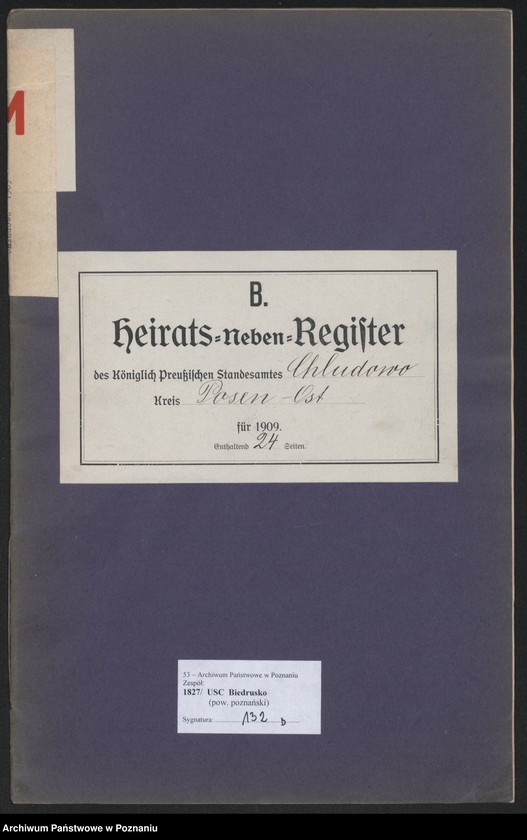 M
B.
Heirats-Neben-Register
des Königlich Preußischen Standesamtes Chludowo
Kreis Posen-Ost
für 1909.
Enthaltend 24 Seiten.
53 – Archiwum Państwowe w Poznaniu
Zespół:
1827/ USC Biedrusko
(pow. poznański)
Sygnatura: 132 b
Archiwum Państwowe w Poznaniu